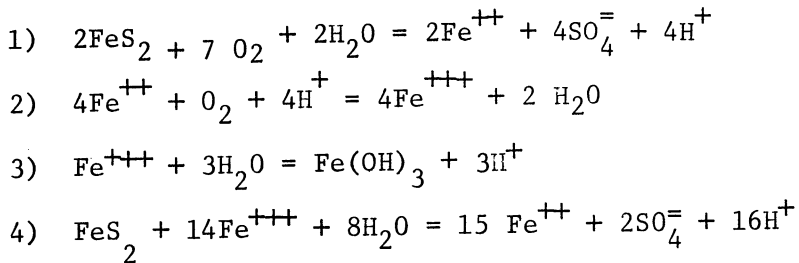 1) 2FeS₂ + 7 O₂ + 2H₂O = 2Fe⁺⁺ + 4SO₄⁼ + 4H⁺
2) 4Fe⁺⁺ + O₂ + 4H⁺ = 4Fe⁺⁺⁺ + 2 H₂O
3) Fe⁺⁺⁺ + 3H₂O = Fe(OH)₃ + 3H⁺
4) FeS₂ + 14Fe⁺⁺⁺ + 8H₂O = 15 Fe⁺⁺ + 2SO₄⁼ + 16H⁺